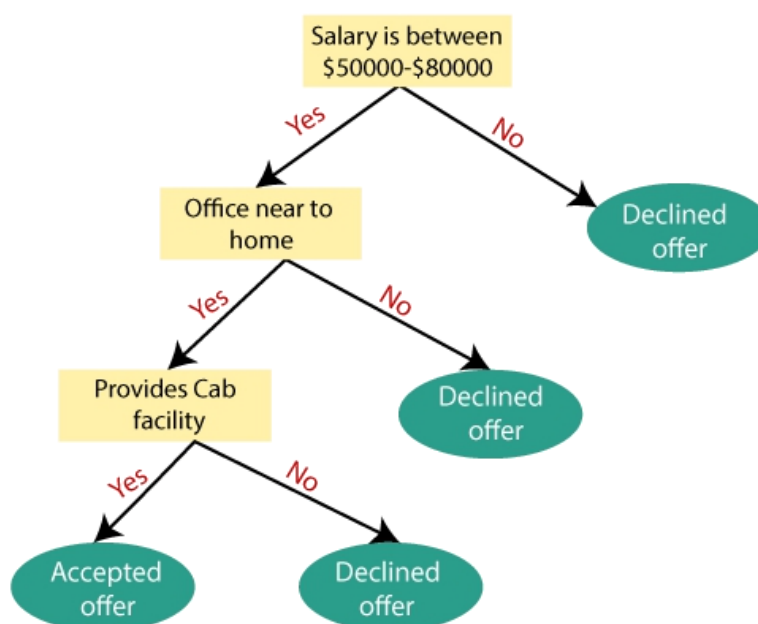 Salary is between
$50000-$80000
Yes
No
Office near to
home
Declined
offer
Yes
No
Provides Cab
facility
Declined
offer
Yes
No
Accepted
offer
Declined
offer